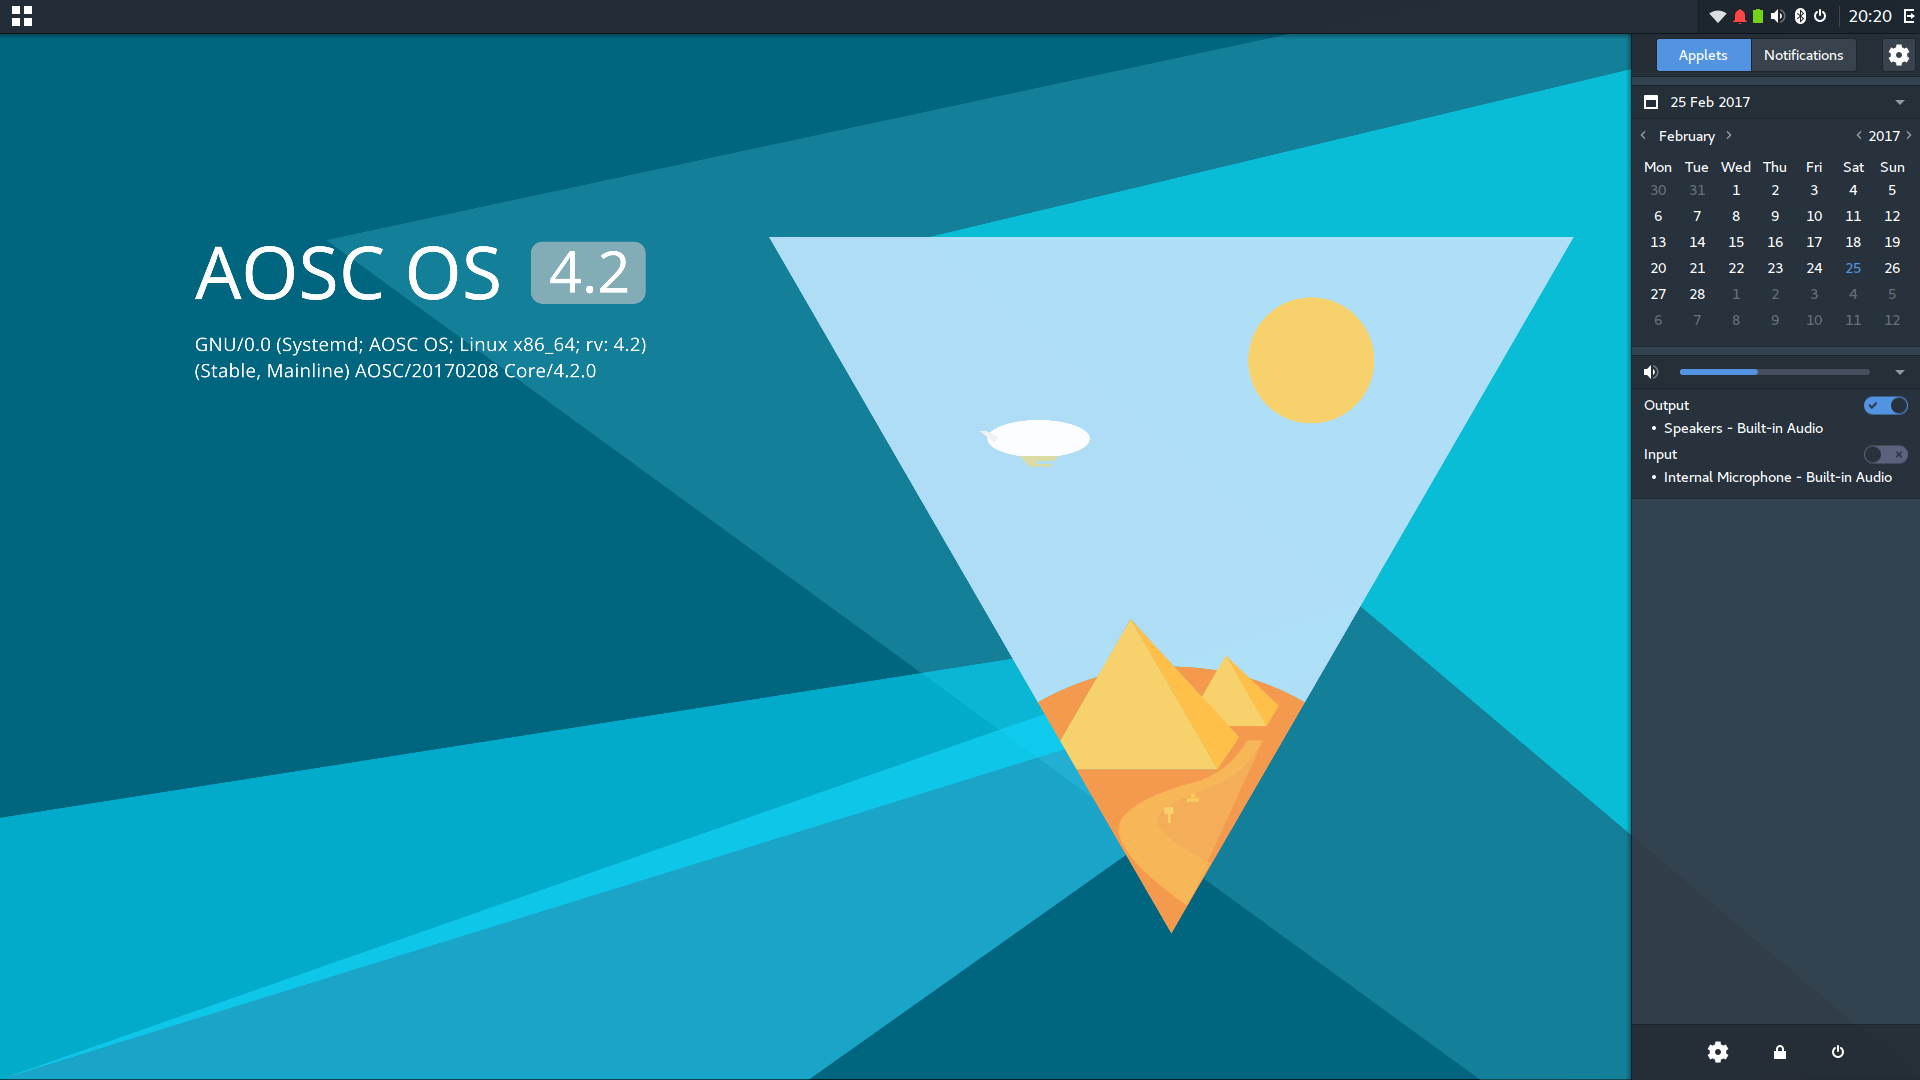 20:20
Applets Notifications
25 Feb 2017
February 2017
Mon Tue Wed Thu Fri Sat Sun
30 31 1 2 3 4 5
6 7 8 9 10 11 12
13 14 15 16 17 18 19
20 21 22 23 24 25 26
27 28 1 2 3 4 5
6 7 8 9 10 11 12
Output
• Speakers - Built-in Audio
Input
• Internal Microphone - Built-in Audio
AOSC OS 4.2
GNU/0.0 (Systemd; AOSC OS; Linux x86_64; rv: 4.2)
(Stable, Mainline) AOSC/20170208 Core/4.2.0